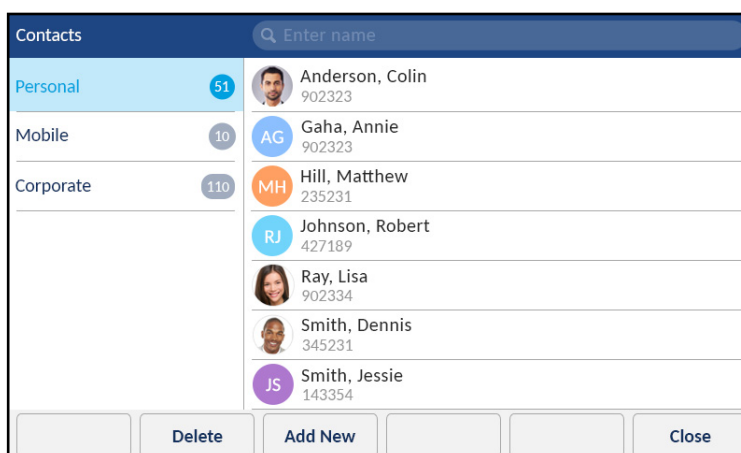 Contacts
Enter name
Personal 51
Mobile 10
Corporate 110
Anderson, Colin
902323
AG
Gaha, Annie
902323
MH
Hill, Matthew
235231
RJ
Johnson, Robert
427189
Ray, Lisa
902334
Smith, Dennis
345231
JS
Smith, Jessie
143354
Delete Add New Close